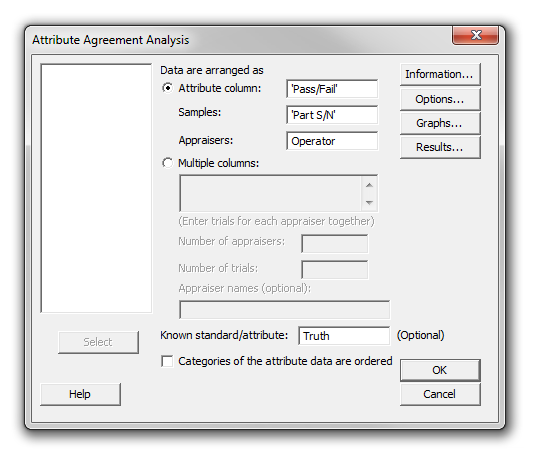 Attribute Agreement Analysis
Data are arranged as
Attribute column: 'Pass/Fail'
Samples: 'Part S/N'
Appraisers: Operator
Multiple columns:
(Enter trials for each appraiser together)
Number of appraisers:
Number of trials:
Appraiser names (optional):
Known standard/attribute: Truth (Optional)
Categories of the attribute data are ordered
Information...
Options...
Graphs...
Results...
Select
Help
OK
Cancel